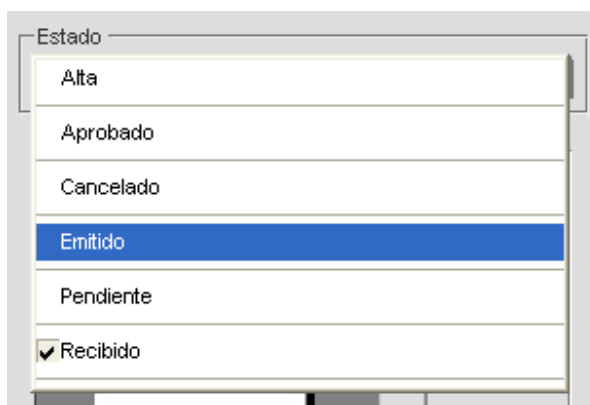 Estado
Alta
Aprobado
Cancelado
Emitido
Pendiente
Recibido